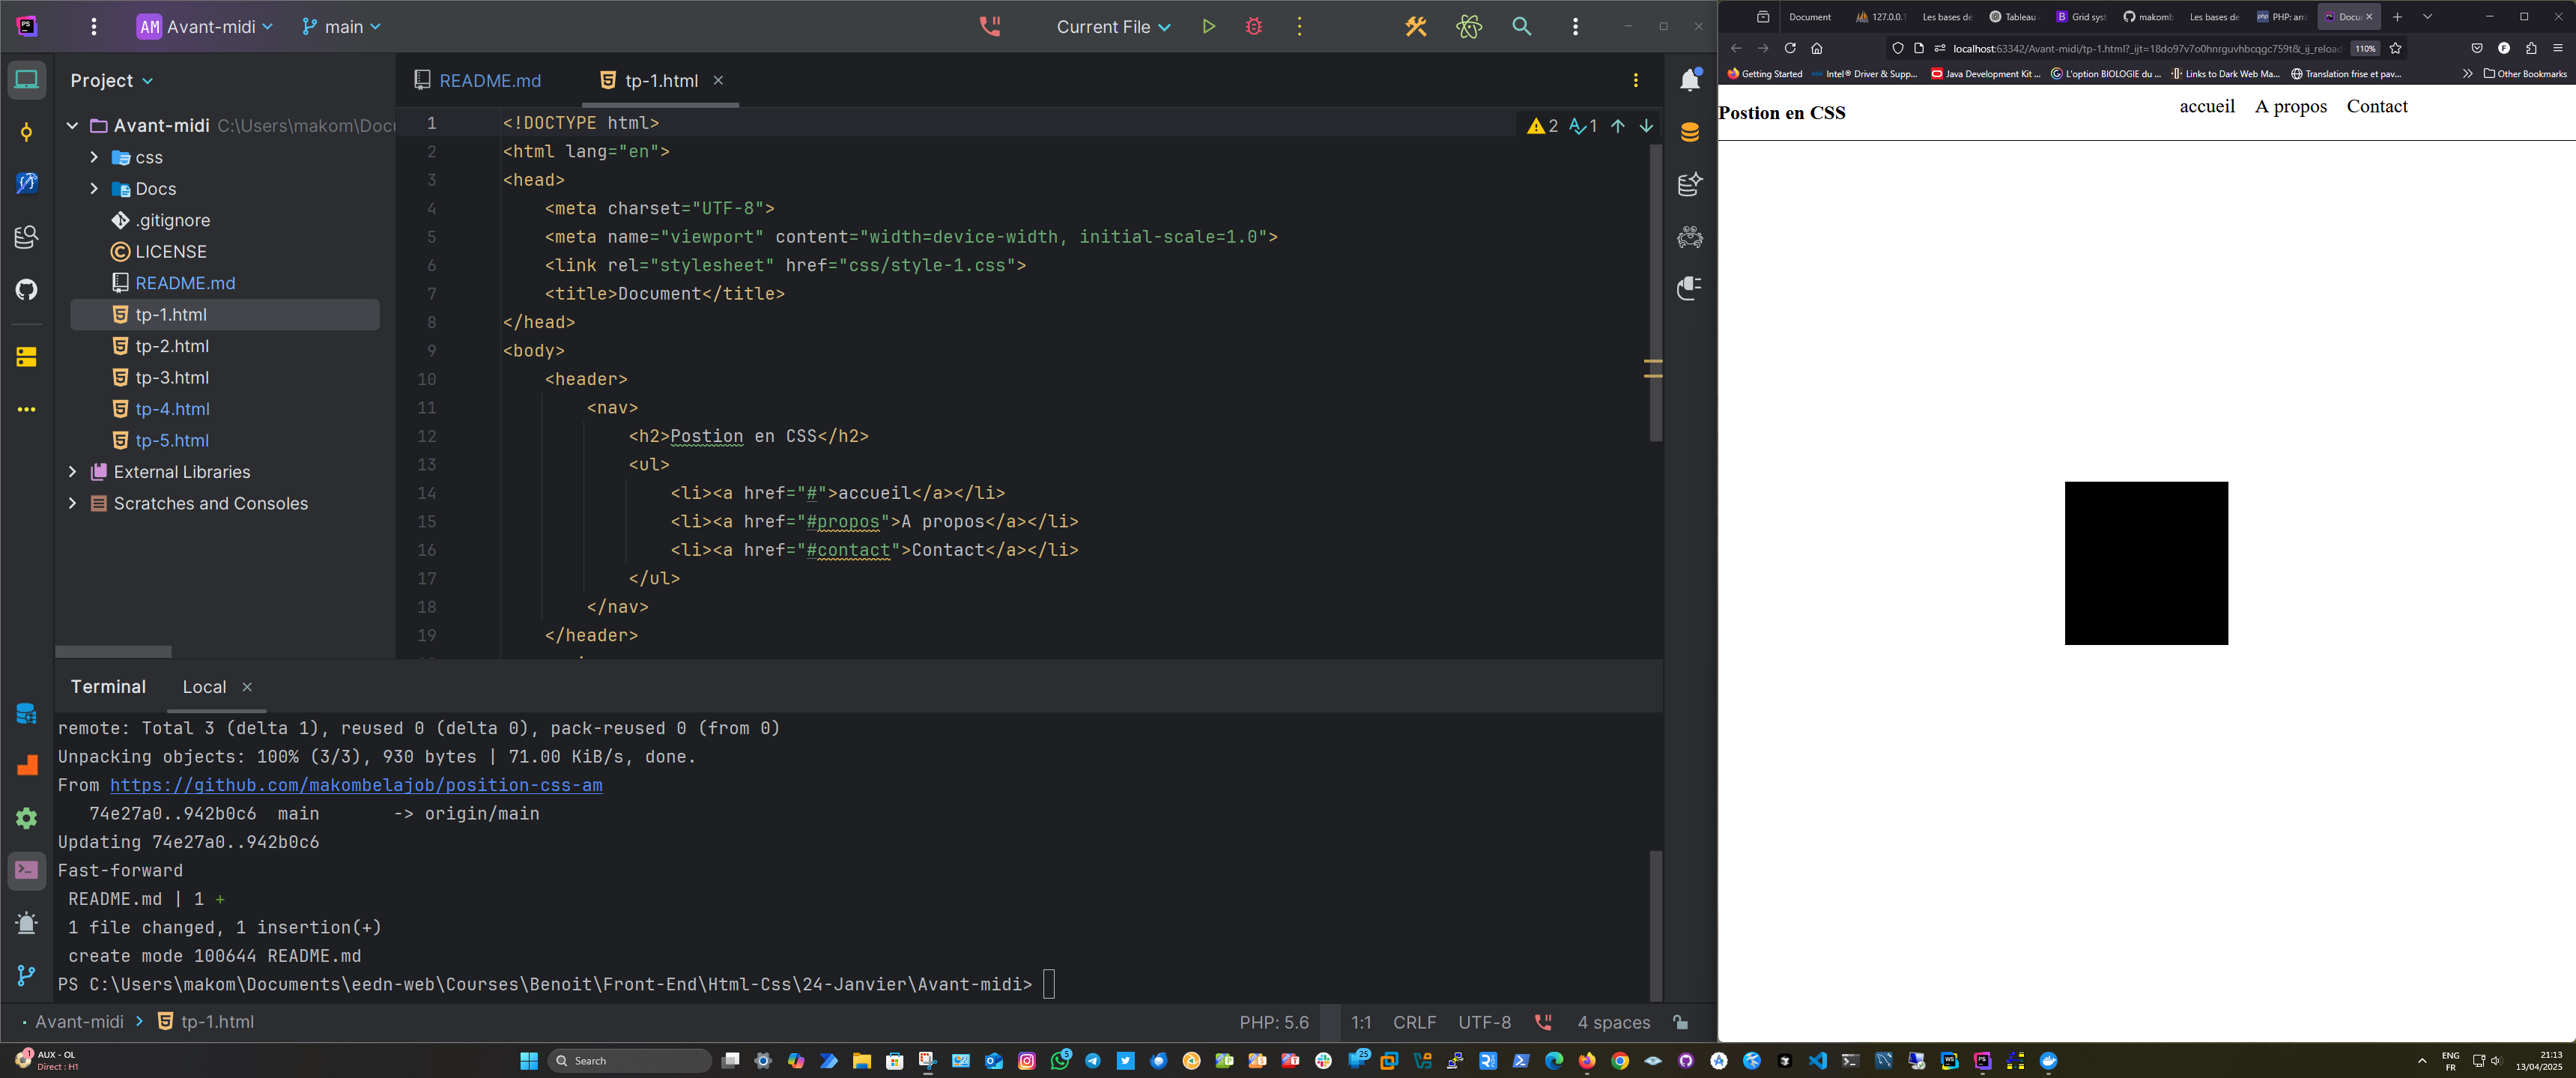 AM Avant-midi
main
Current File
Project
README.md
tp-1.html
Avant-midi C:\Users\makom\Docu
css
Docs
.gitignore
LICENSE
README.md
tp-1.html
tp-2.html
tp-3.html
tp-4.html
tp-5.html
External Libraries
Scratches and Consoles
2 1
1 <!DOCTYPE html>
2 <html lang="en">
3 <head>
4 <meta charset="UTF-8">
5 <meta name="viewport" content="width=device-width, initial-scale=1.0">
6 <link rel="stylesheet" href="css/style-1.css">
7 <title>Document</title>
8 </head>
9 <body>
10 <header>
11 <nav>
12 <h2>Postion en CSS</h2>
13 <ul>
14 <li><a href="#">accueil</a></li>
15 <li><a href="#propos">A propos</a></li>
16 <li><a href="#contact">Contact</a></li>
17 </ul>
18 </nav>
19 </header>
Terminal Local
remote: Total 3 (delta 1), reused 0 (delta 0), pack-reused 0 (from 0)
Unpacking objects: 100% (3/3), 930 bytes | 71.00 KiB/s, done.
From https://github.com/makombelajob/position-css-am
74e27a0..942b0c6 main -> origin/main
Updating 74e27a0..942b0c6
Fast-forward
README.md | 1 +
1 file changed, 1 insertion(+)
create mode 100644 README.md
PS C:\Users\makom\Documents\eedn-web\Courses\Benoit\Front-End\Html-Css\24-Janvier\Avant-midi>
Avant-midi tp-1.html
PHP: 5.6 1:1 CRLF UTF-8 4 spaces
Document 127.0.0.1 Les bases de Tableau Grid syst makomb Les bases de PHP: arra Docu
localhost:63342/Avant-midi/tp-1.html?_ijt=18do97v7o0hnrguvhbcqgc759t&_ij_reload 110%
Getting Started Intel® Driver & Supp... Java Development Kit ... L'option BIOLOGIE du ... Links to Dark Web Ma... Translation frise et pav... Other Bookmarks
Postion en CSS
accueil A propos Contact
AUX - OL
Direct : H1
Search
5
25
ENG
FR
21:13
13/04/2025